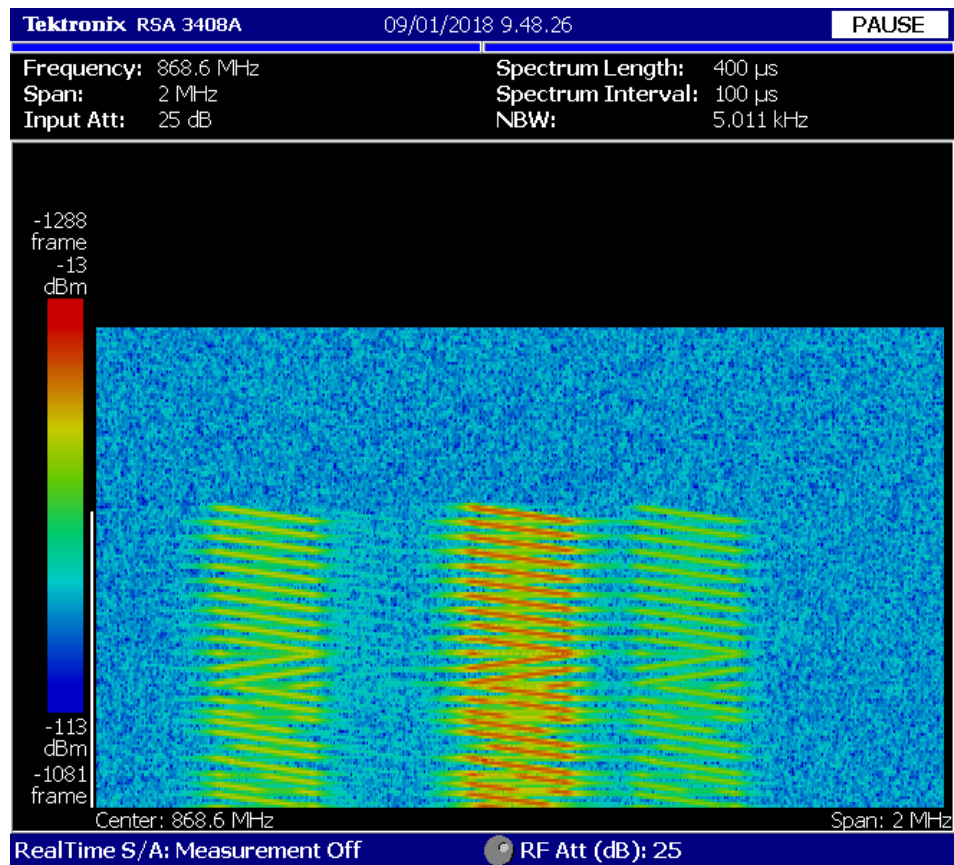 Tektronix RSA 3408A 09/01/2018 9.48.26 PAUSE
Frequency: 868.6 MHz Spectrum Length: 400 µs
Span: 2 MHz Spectrum Interval: 100 µs
Input Att: 25 dB NBW: 5.011 kHz
-1288
frame
-13
dBm
-113
dBm
-1081
frame
Center: 868.6 MHz Span: 2 MHz
RealTime S/A: Measurement Off RF Att (dB): 25